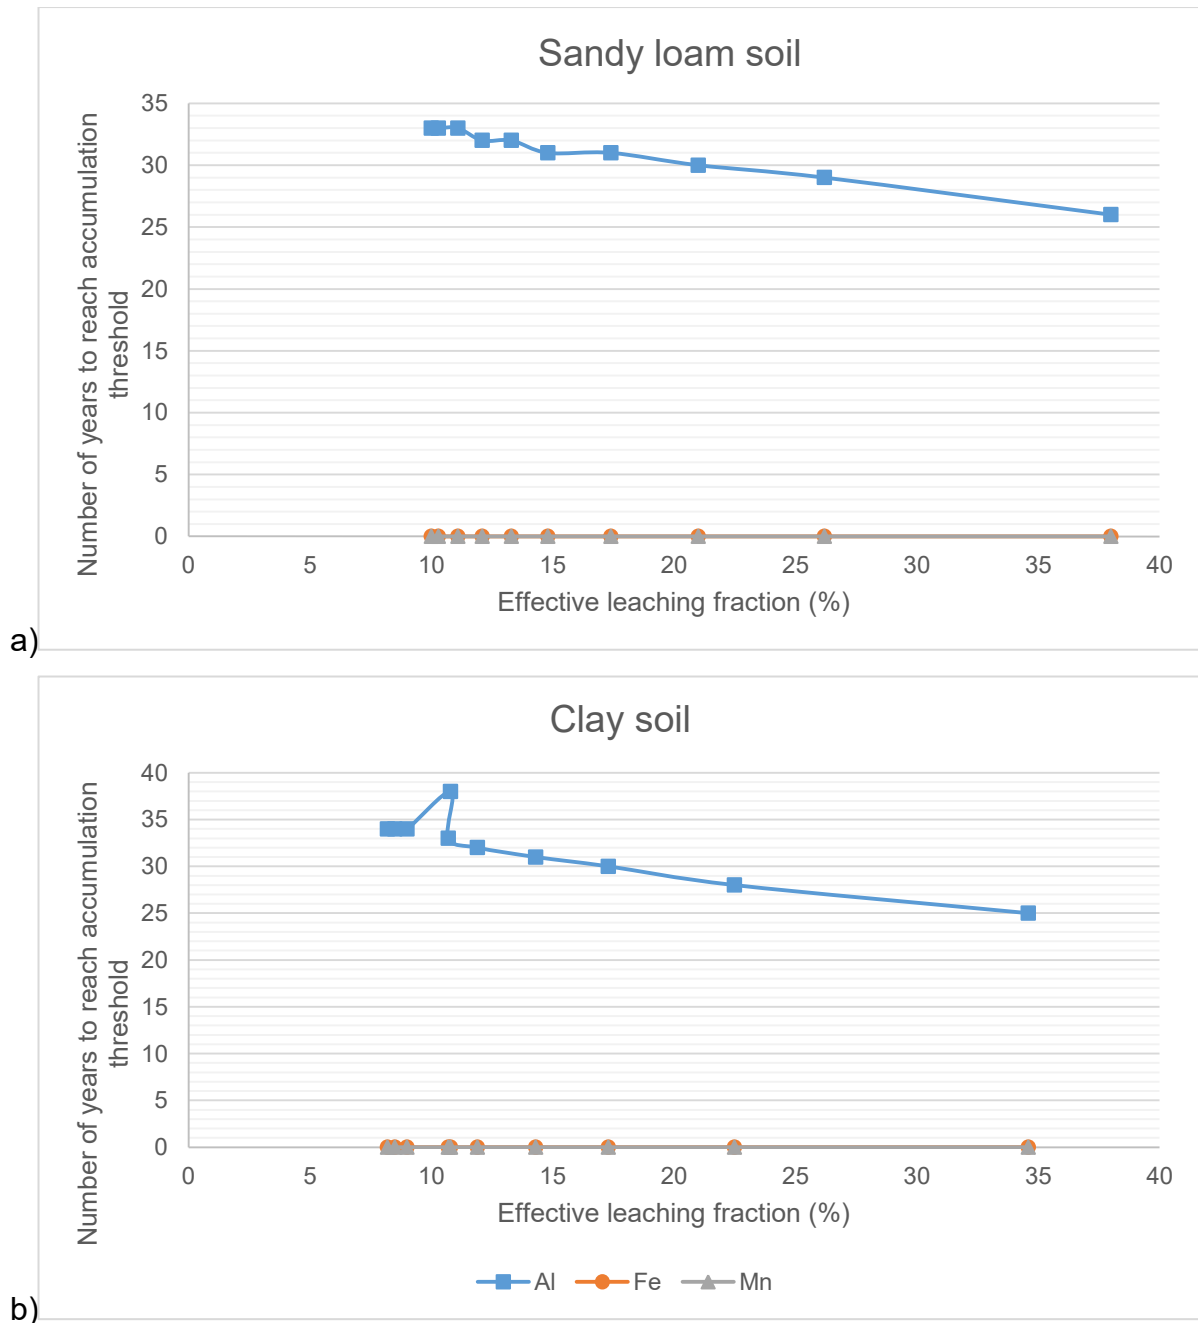 Sandy loam soil
Number of years to reach accumulation
threshold
35
30
25
20
15
10
5
0
0 5 10 15 20 25 30 35 40
Effective leaching fraction (%)
a)
Clay soil
Number of years to reach accumulation
threshold
40
35
30
25
20
15
10
5
0
0 5 10 15 20 25 30 35 40
Effective leaching fraction (%)
Al Fe Mn
b)